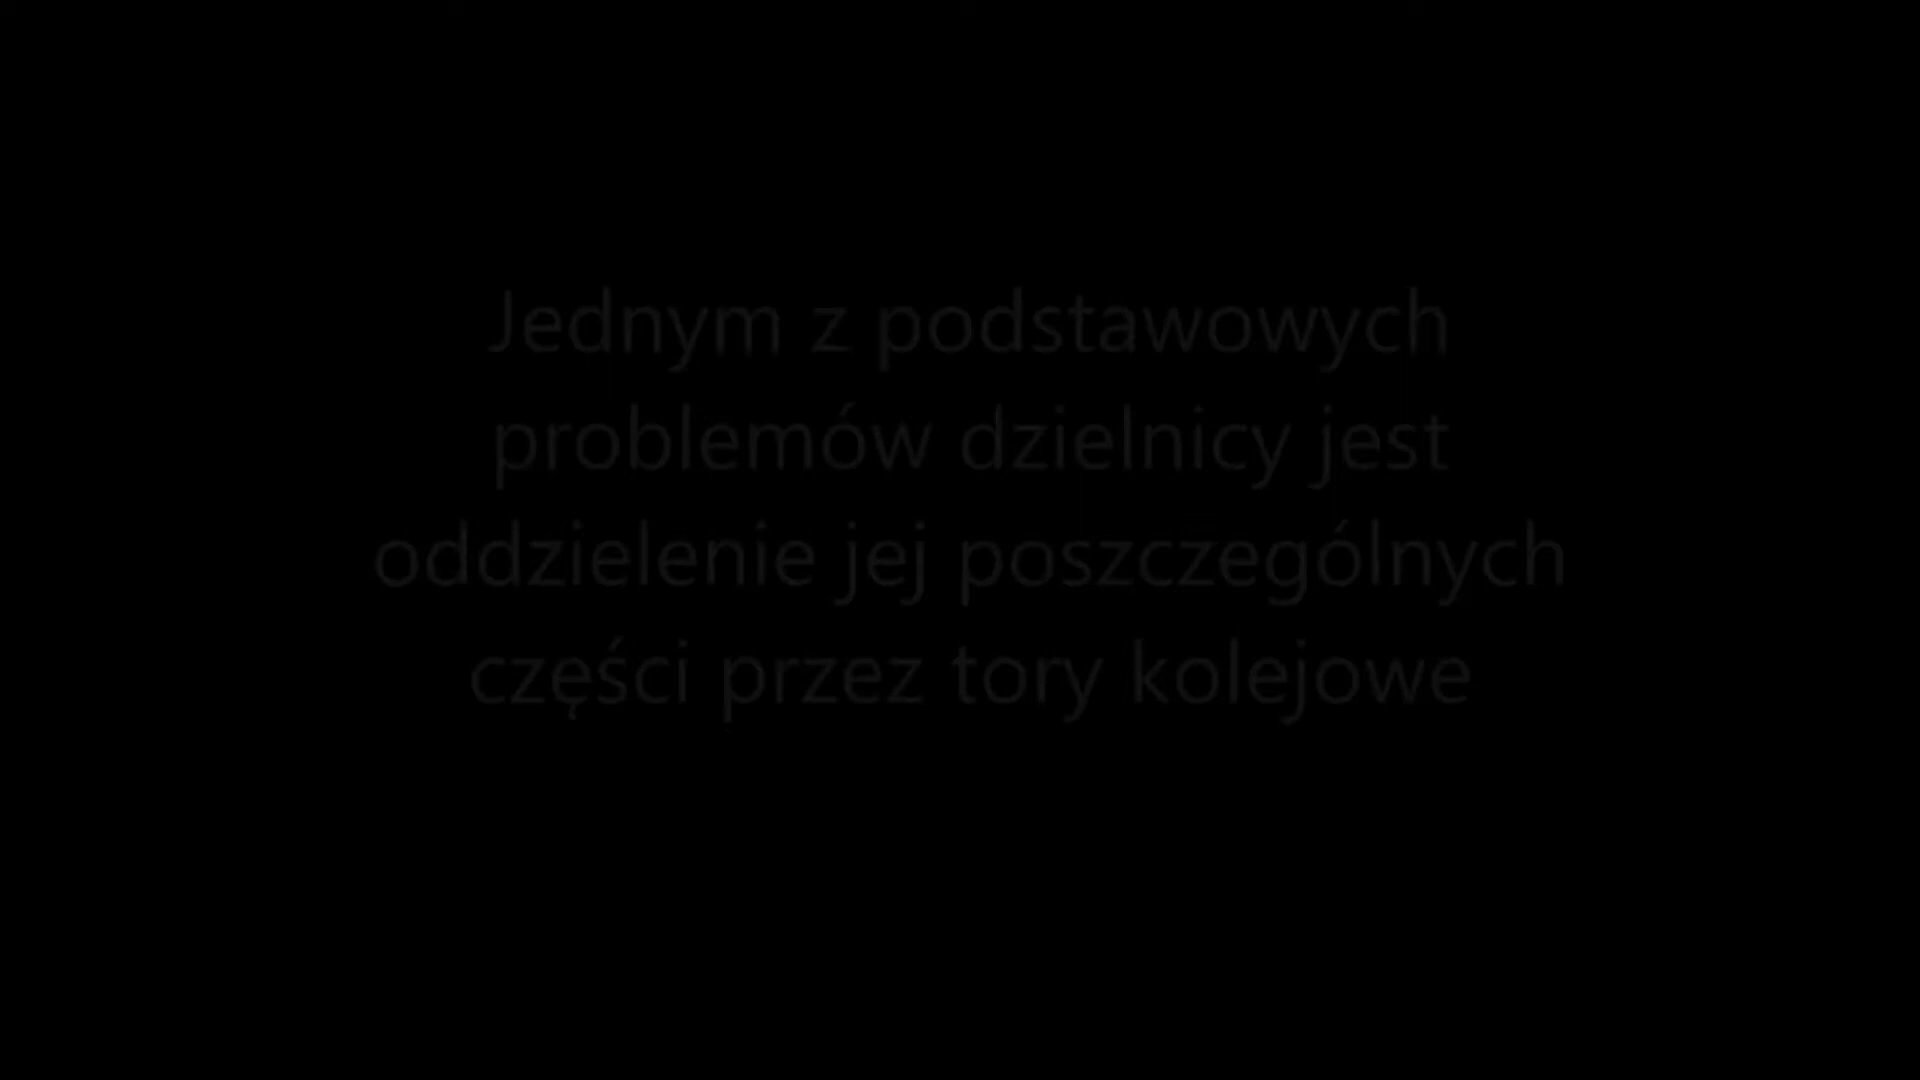 Jednym z podstawowych
problemów dzielnicy jest
oddzielenie jej poszczególnych
części przez tory kolejowe